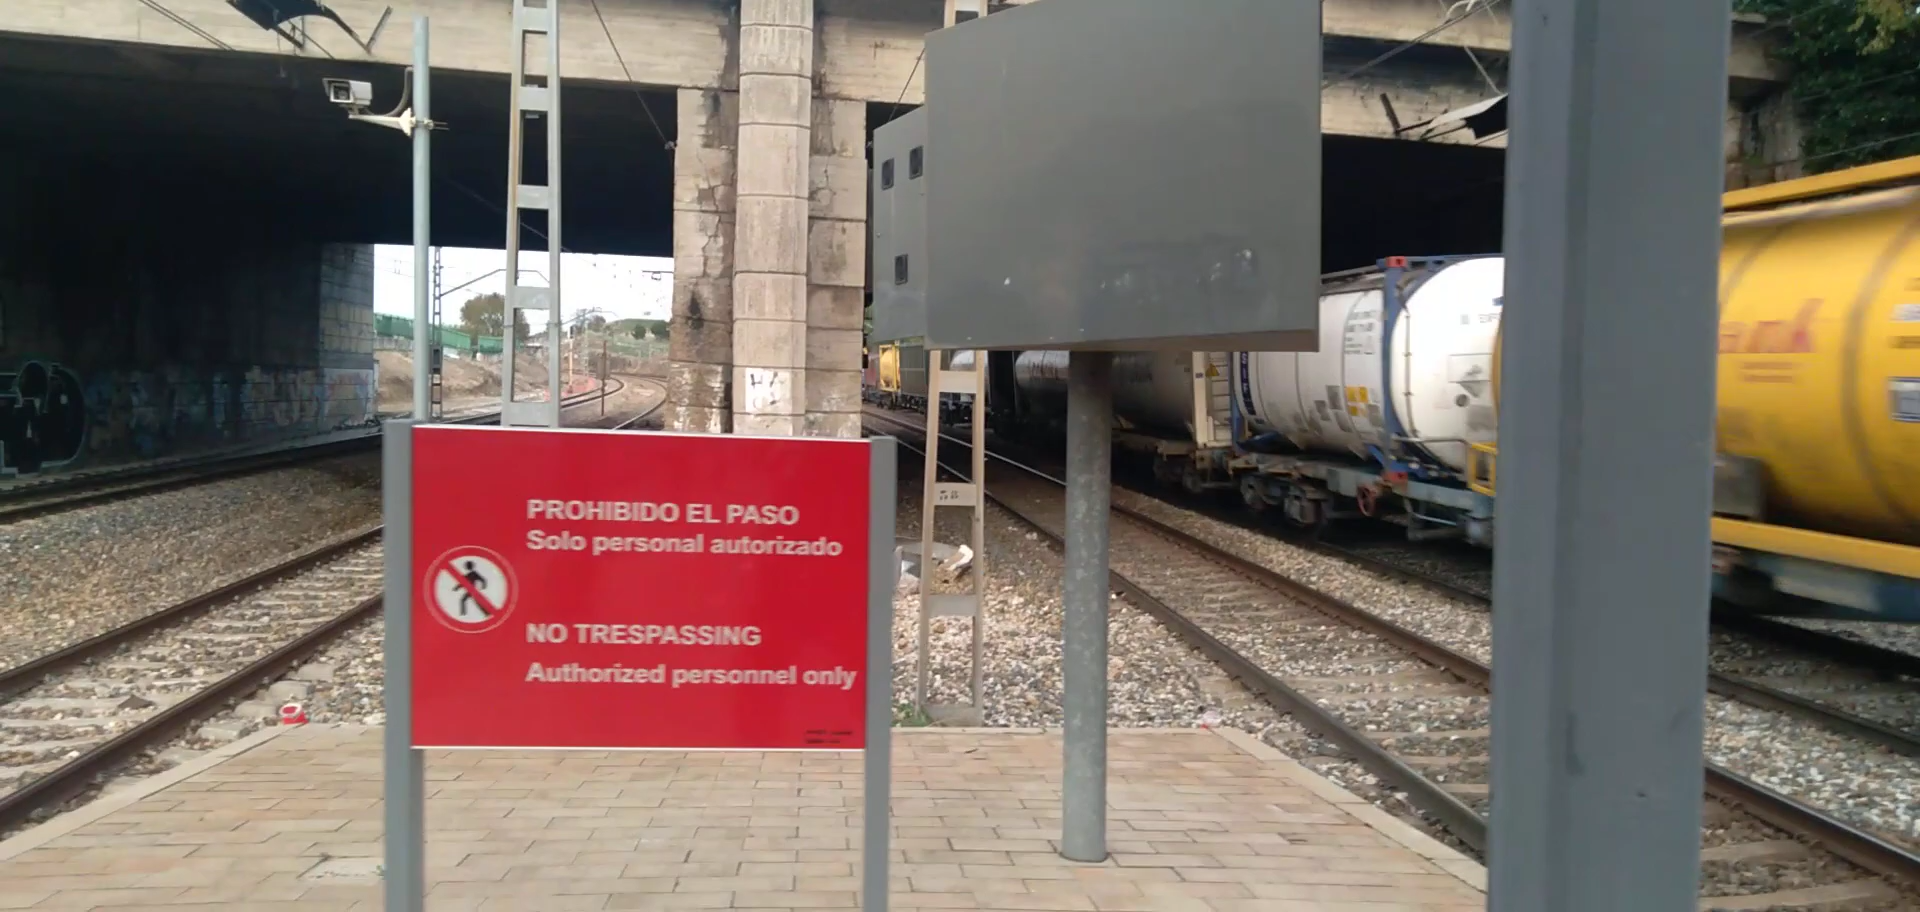 PROHIBIDO EL PASO
Solo personal autorizado
NO TRESPASSING
Authorized personnel only